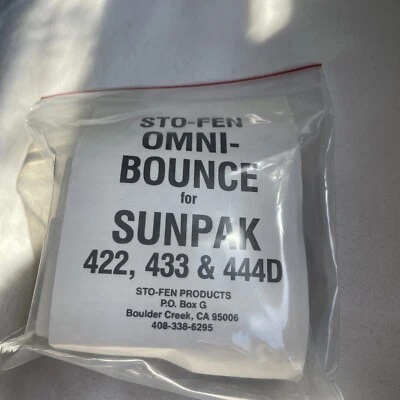 STO-FEN
OMNI-
BOUNCE
for
SUNPAK
422, 433 & 444D
STO-FEN PRODUCTS
P.O. Box G
Boulder Creek, CA 95006
408-338-6295